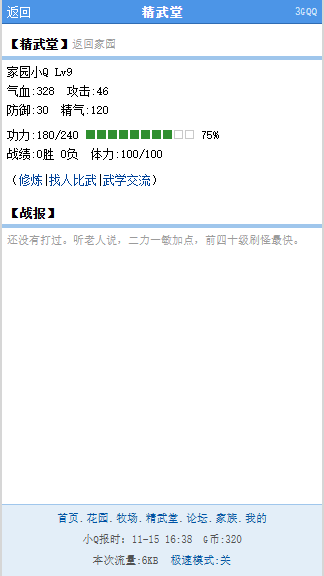 返回 精武堂 3GQQ
【精武堂】返回家园
家园小Q Lv9
气血:328 攻击:46
防御:30 精气:120
功力:180/240 75%
战绩:0胜 0负 体力:100/100
（修炼|找人比武|武学交流）
【战报】
还没有打过。听老人说，二力一敏加点，前四十级刷怪最快。
首页.花园.牧场.精武堂.论坛.家族.我的
小Q报时：11-15 16:38 G币:320
本次流量:6KB 极速模式:关